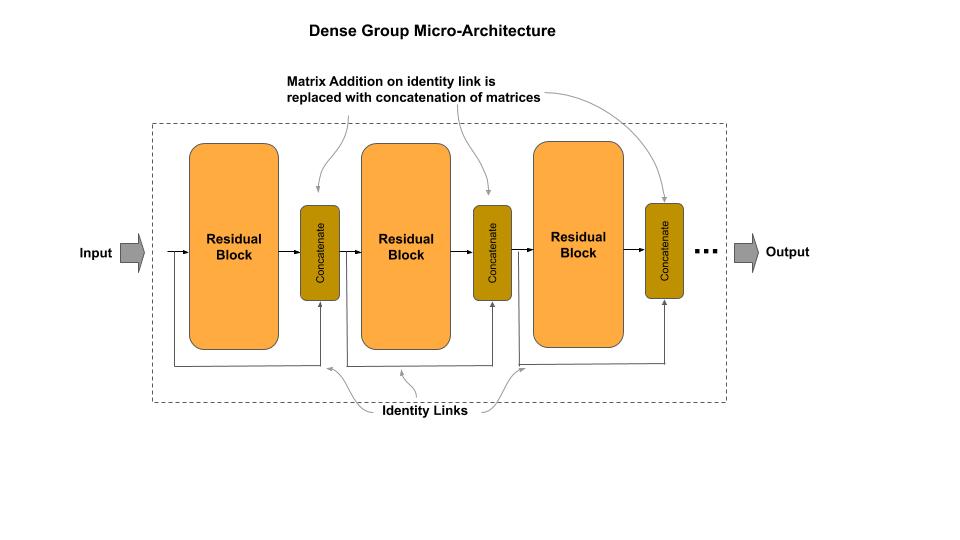 Dense Group Micro-Architecture
Matrix Addition on identity link is
replaced with concatenation of matrices
Input
Residual
Block
Concatenate
Residual
Block
Concatenate
Residual
Block
Concatenate
...
Output
Identity Links